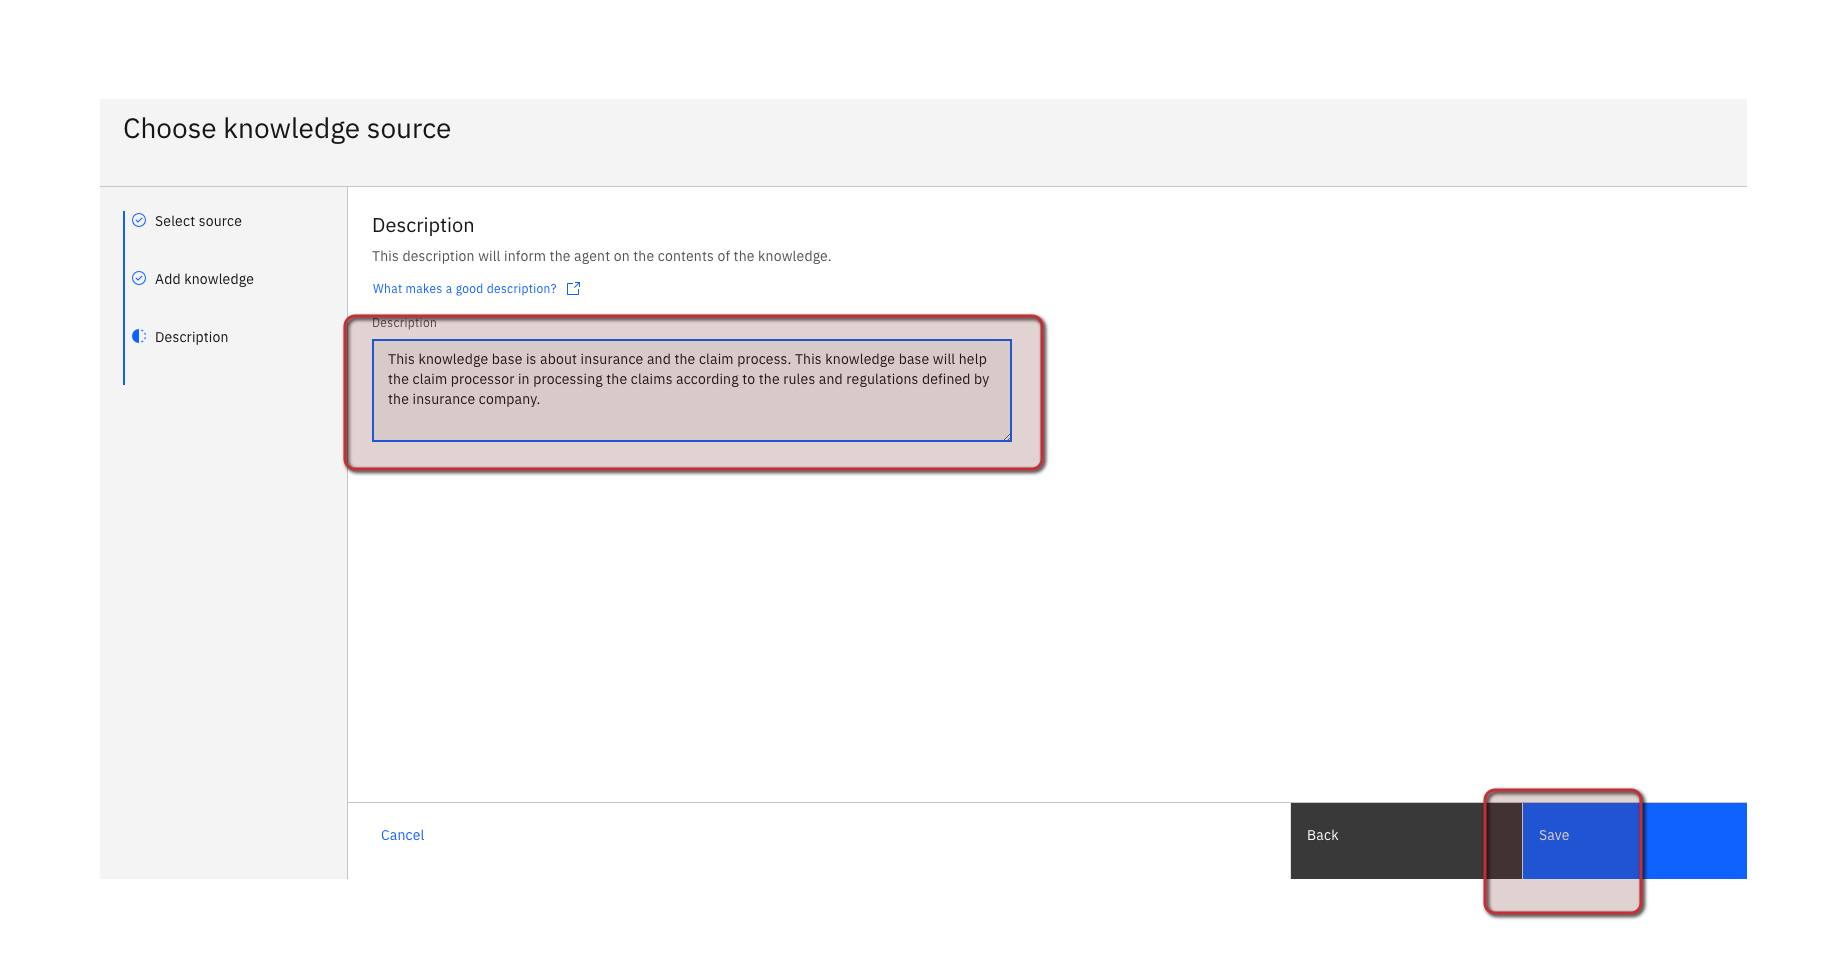 Choose knowledge source
Select source
Add knowledge
Description
Description
This description will inform the agent on the contents of the knowledge.
What makes a good description?
Description
This knowledge base is about insurance and the claim process. This knowledge base will help
the claim processor in processing the claims according to the rules and regulations defined by
the insurance company.
Cancel
Back
Save